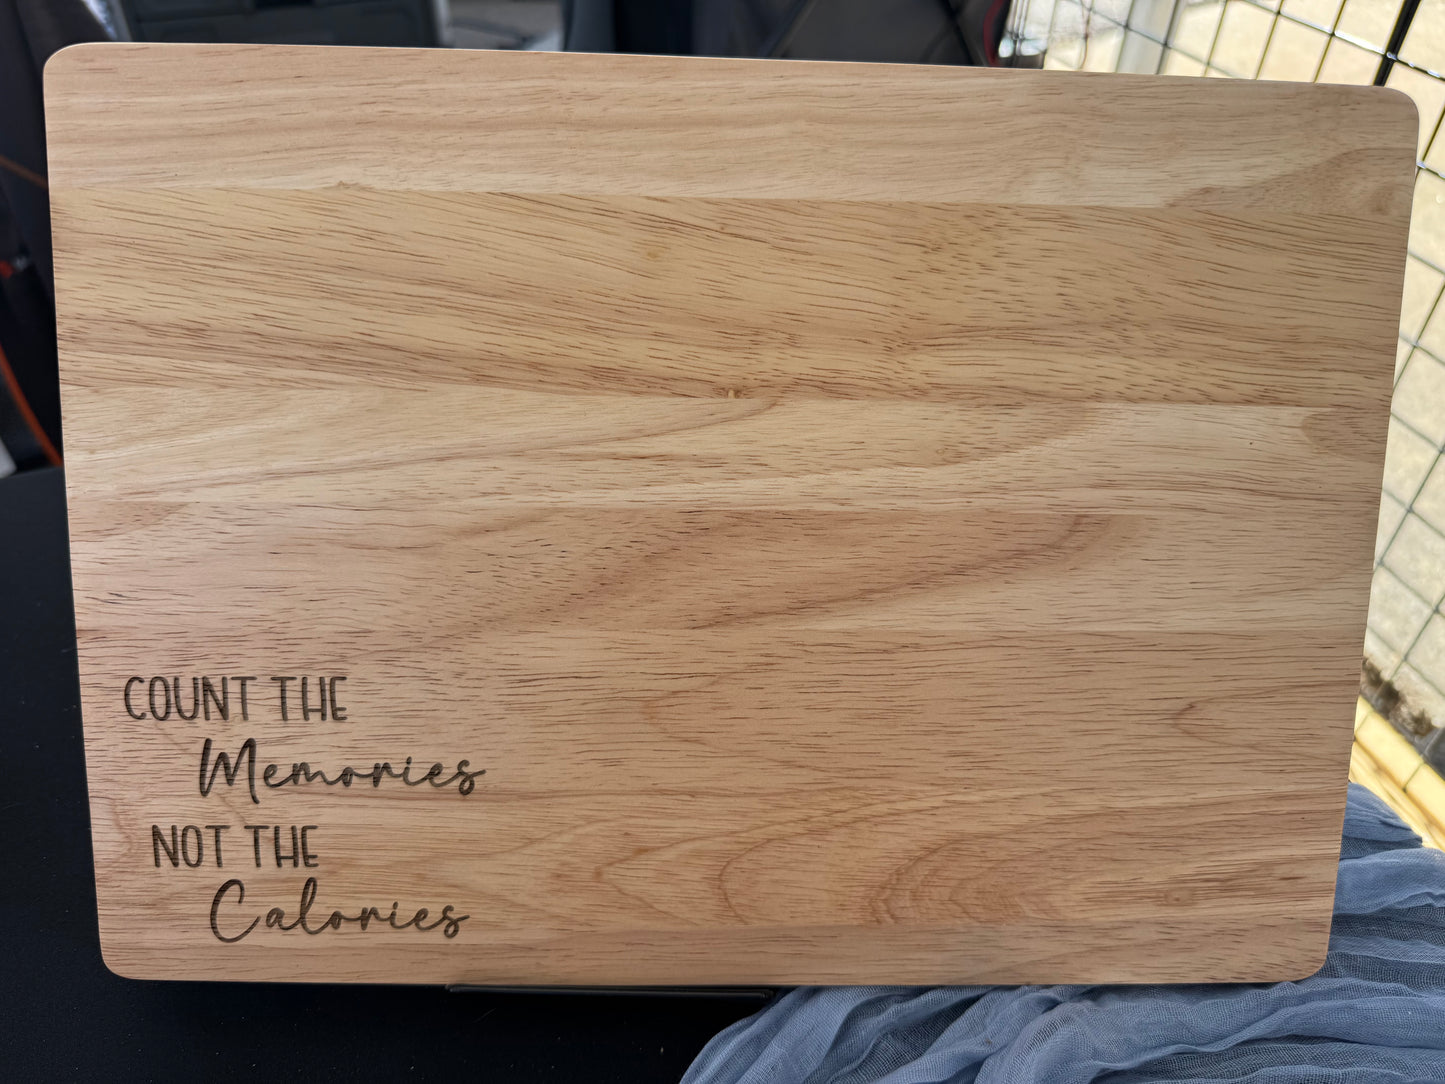 COUNT THE
Memories
NOT THE
Calories